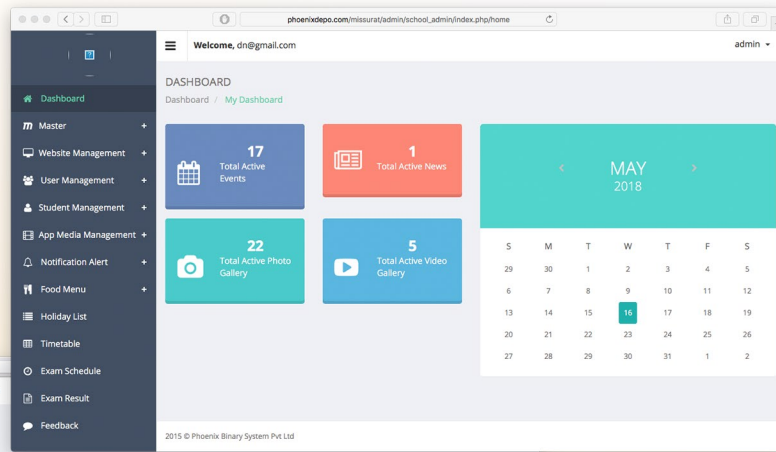 phoenixdepo.com/missurat/admin/school_admin/index.php/home
Welcome, dn@gmail.com
admin
DASHBOARD
Dashboard / My Dashboard
Dashboard
m Master +
Website Management +
User Management +
Student Management +
App Media Management +
Notification Alert +
Food Menu +
Holiday List
Timetable
Exam Schedule
Exam Result
Feedback
17
Total Active
Events
1
Total Active News
22
Total Active Photo
Gallery
5
Total Active Video
Gallery
< MAY >
2018
S M T W T F S
29 30 1 2 3 4 5
6 7 8 9 10 11 12
13 14 15 16 17 18 19
20 21 22 23 24 25 26
27 28 29 30 31 1 2
2015 © Phoenix Binary System Pvt Ltd